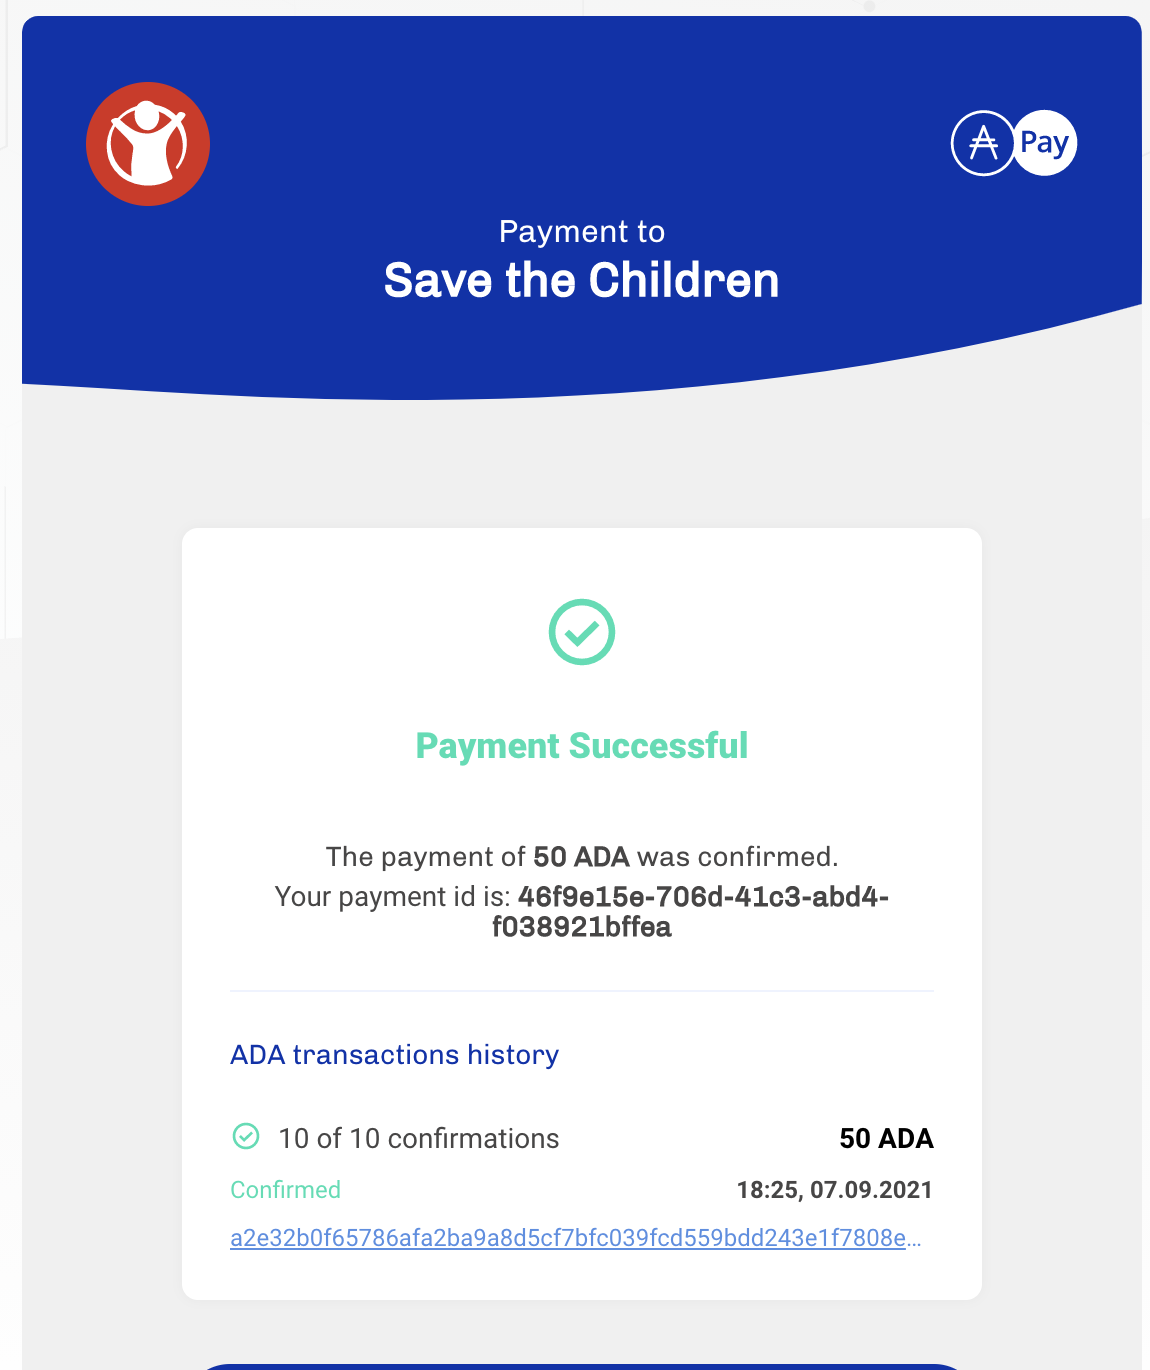 Pay
Payment to
Save the Children
Payment Successful
The payment of 50 ADA was confirmed.
Your payment id is: 46f9e15e-706d-41c3-abd4-
f038921bffea
ADA transactions history
10 of 10 confirmations 50 ADA
Confirmed 18:25, 07.09.2021
a2e32b0f65786afa2ba9a8d5cf7bfc039fcd559bdd243e1f7808e...